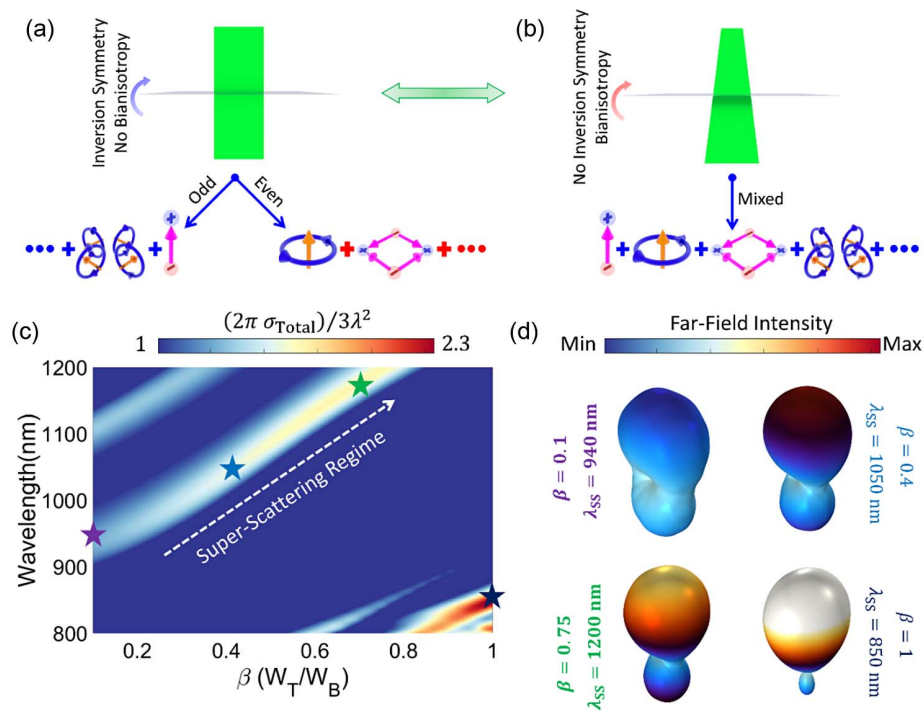 (a)
Inversion Symmetry
No Bianisotropy
Odd
Even
(b)
No Inversion Symmetry
Bianisotropy
Mixed
(c)
(2π σTotal)/3λ²
1
2.3
Wavelength(nm)
1200
1100
1000
900
800
Super-Scattering Regime
0.2
0.4
0.6
0.8
1
β (WT/WB)
(d)
Far-Field Intensity
Min
Max
β = 0.1
λSS = 940 nm
β = 0.4
λSS = 1050 nm
β = 0.75
λSS = 1200 nm
β = 1
λSS = 850 nm